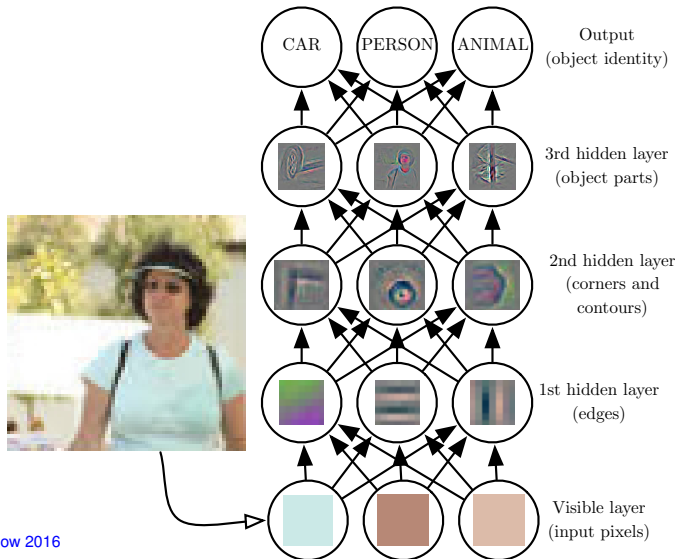 CAR PERSON ANIMAL
Output
(object identity)
3rd hidden layer
(object parts)
2nd hidden layer
(corners and
contours)
1st hidden layer
(edges)
Visible layer
(input pixels)
ow 2016